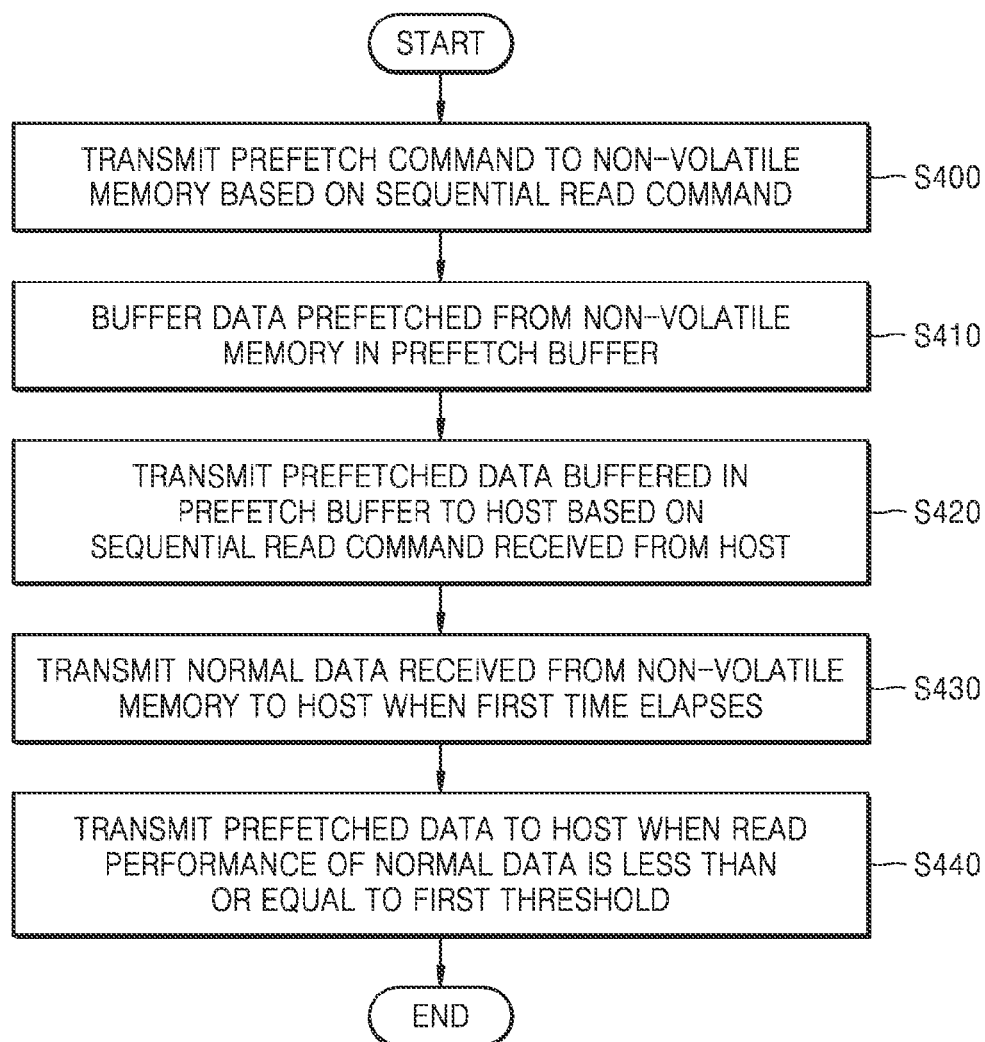 START
TRANSMIT PREFETCH COMMAND TO NON-VOLATILE
MEMORY BASED ON SEQUENTIAL READ COMMAND
S400
BUFFER DATA PREFETCHED FROM NON-VOLATILE
MEMORY IN PREFETCH BUFFER
S410
TRANSMIT PREFETCHED DATA BUFFERED IN
PREFETCH BUFFER TO HOST BASED ON
SEQUENTIAL READ COMMAND RECEIVED FROM HOST
S420
TRANSMIT NORMAL DATA RECEIVED FROM NON-VOLATILE
MEMORY TO HOST WHEN FIRST TIME ELAPSES
S430
TRANSMIT PREFETCHED DATA TO HOST WHEN READ
PERFORMANCE OF NORMAL DATA IS LESS THAN
OR EQUAL TO FIRST THRESHOLD
S440
END